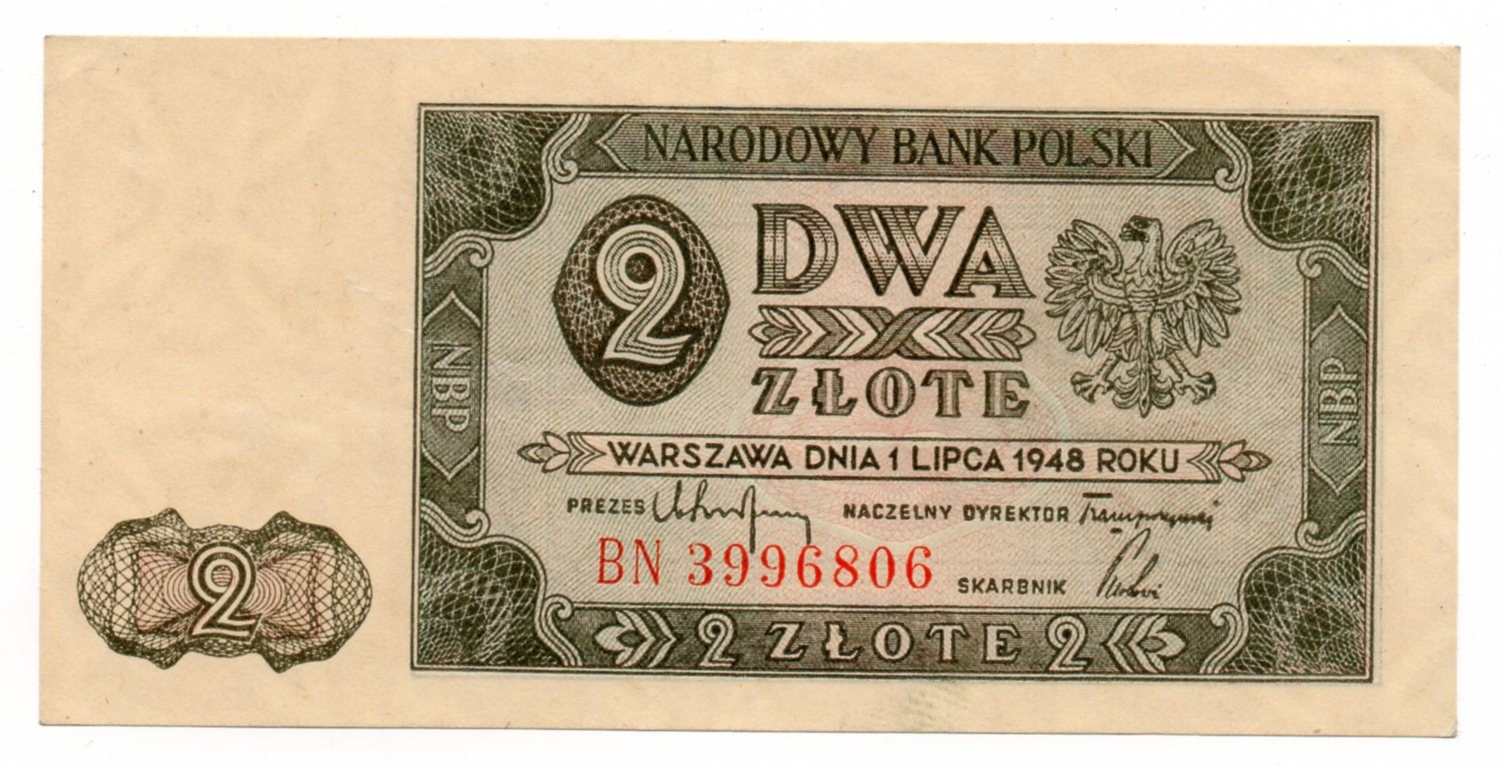 NARODOWY BANK POLSKI
2
DWA
ZŁOTE
NBP
NBP
WARSZAWA DNIA 1 LIPCA 1948 ROKU
PREZES NACZELNY DYREKTOR
BN 3996806
SKARBNIK
2
2 ZŁOTE 2